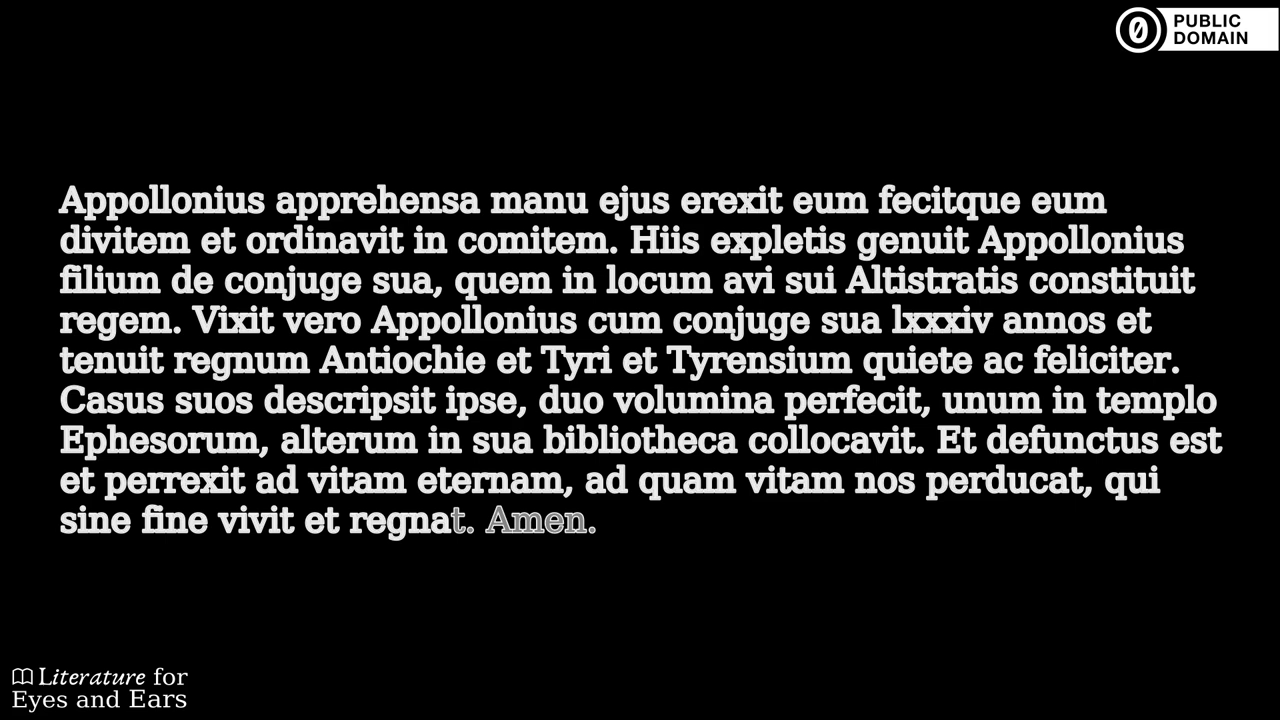 PUBLIC
DOMAIN
Appollonius apprehensa manu ejus erexit eum fecitque eum
divitem et ordinavit in comitem. Hiis expletis genuit Appollonius
filium de conjuge sua, quem in locum avi sui Altistratis constituit
regem. Vixit vero Appollonius cum conjuge sua lxxxiv annos et
tenuit regnum Antiochie et Tyri et Tyrensium quiete ac feliciter.
Casus suos descripsit ipse, duo volumina perfecit, unum in templo
Ephesorum, alterum in sua bibliotheca collocavit. Et defunctus est
et perrexit ad vitam eternam, ad quam vitam nos perducat, qui
sine fine vivit et regnat. Amen.
Literature for
Eyes and Ears